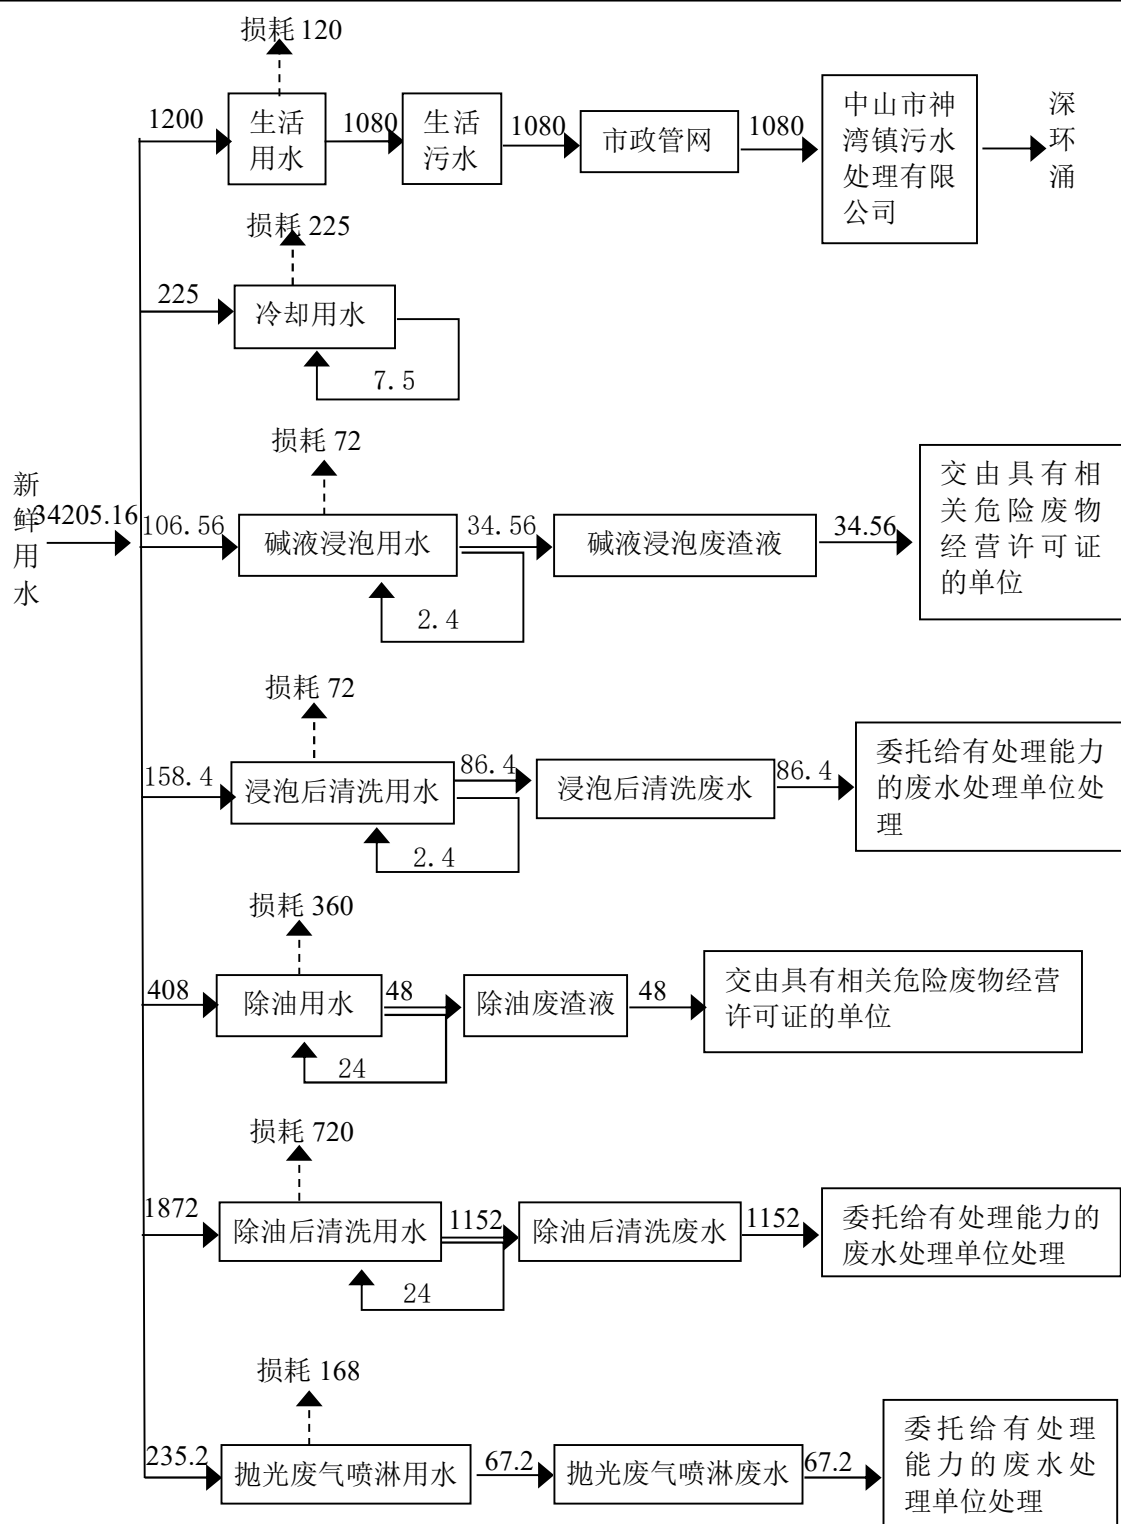 损耗 120
1200
生活
用水
1080
生活
污水
1080
市政管网
1080
中山市神
湾镇污水
处理有限
公司
深
环
涌
损耗 225
225
冷却用水
7.5
新
鲜
用
水
34205.16
损耗 72
106.56
碱液浸泡用水
34.56
2.4
碱液浸泡废渣液
34.56
交由具有相
关危险废物
经营许可证
的单位
损耗 72
158.4
浸泡后清洗用水
86.4
2.4
浸泡后清洗废水
86.4
委托给有处理能力
的废水处理单位处
理
损耗 360
408
除油用水
48
24
除油废渣液
48
交由具有相关危险废物经营
许可证的单位
损耗 720
1872
除油后清洗用水
1152
24
除油后清洗废水
1152
委托给有处理能力的
废水处理单位处理
损耗 168
235.2
抛光废气喷淋用水
67.2
抛光废气喷淋废水
67.2
委托给有处理
能力的废水处
理单位处理